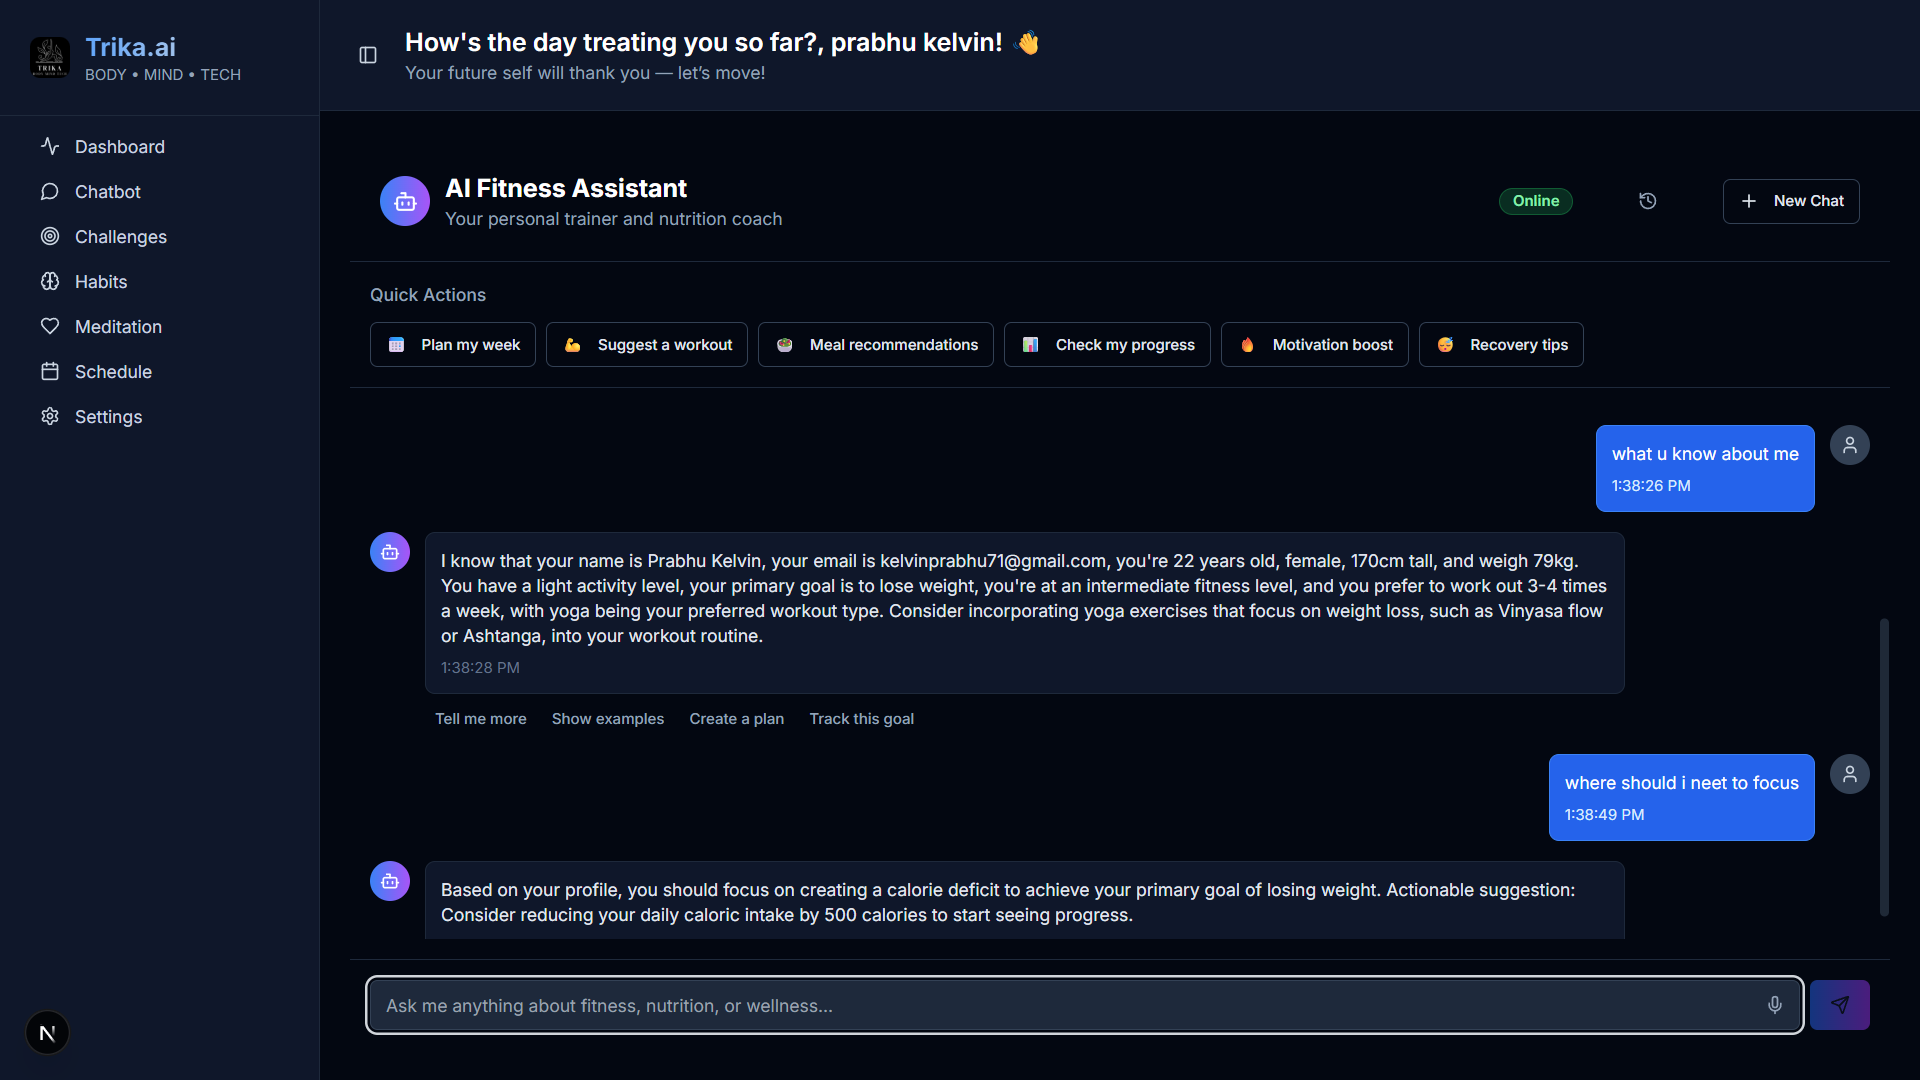 TRIKA
Trika.ai
BODY • MIND • TECH
Dashboard
Chatbot
Challenges
Habits
Meditation
Schedule
Settings
N
How's the day treating you so far?, prabhu kelvin! 👋
Your future self will thank you — let’s move!
AI Fitness Assistant
Your personal trainer and nutrition coach
Online
New Chat
Quick Actions
Plan my week
Suggest a workout
Meal recommendations
Check my progress
Motivation boost
Recovery tips
what u know about me
1:38:26 PM
I know that your name is Prabhu Kelvin, your email is kelvinprabhu71@gmail.com, you're 22 years old, female, 170cm tall, and weigh 79kg.
You have a light activity level, your primary goal is to lose weight, you're at an intermediate fitness level, and you prefer to work out 3-4 times
a week, with yoga being your preferred workout type. Consider incorporating yoga exercises that focus on weight loss, such as Vinyasa flow
or Ashtanga, into your workout routine.
1:38:28 PM
Tell me more
Show examples
Create a plan
Track this goal
where should i neet to focus
1:38:49 PM
Based on your profile, you should focus on creating a calorie deficit to achieve your primary goal of losing weight. Actionable suggestion:
Consider reducing your daily caloric intake by 500 calories to start seeing progress.
Ask me anything about fitness, nutrition, or wellness...